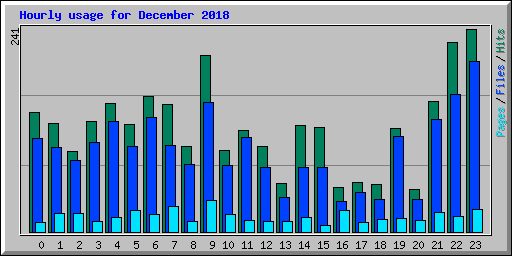 Hourly usage for December 2018
241
Pages/Files/Hits
0 1 2 3 4 5 6 7 8 9 10 11 12 13 14 15 16 17 18 19 20 21 22 23